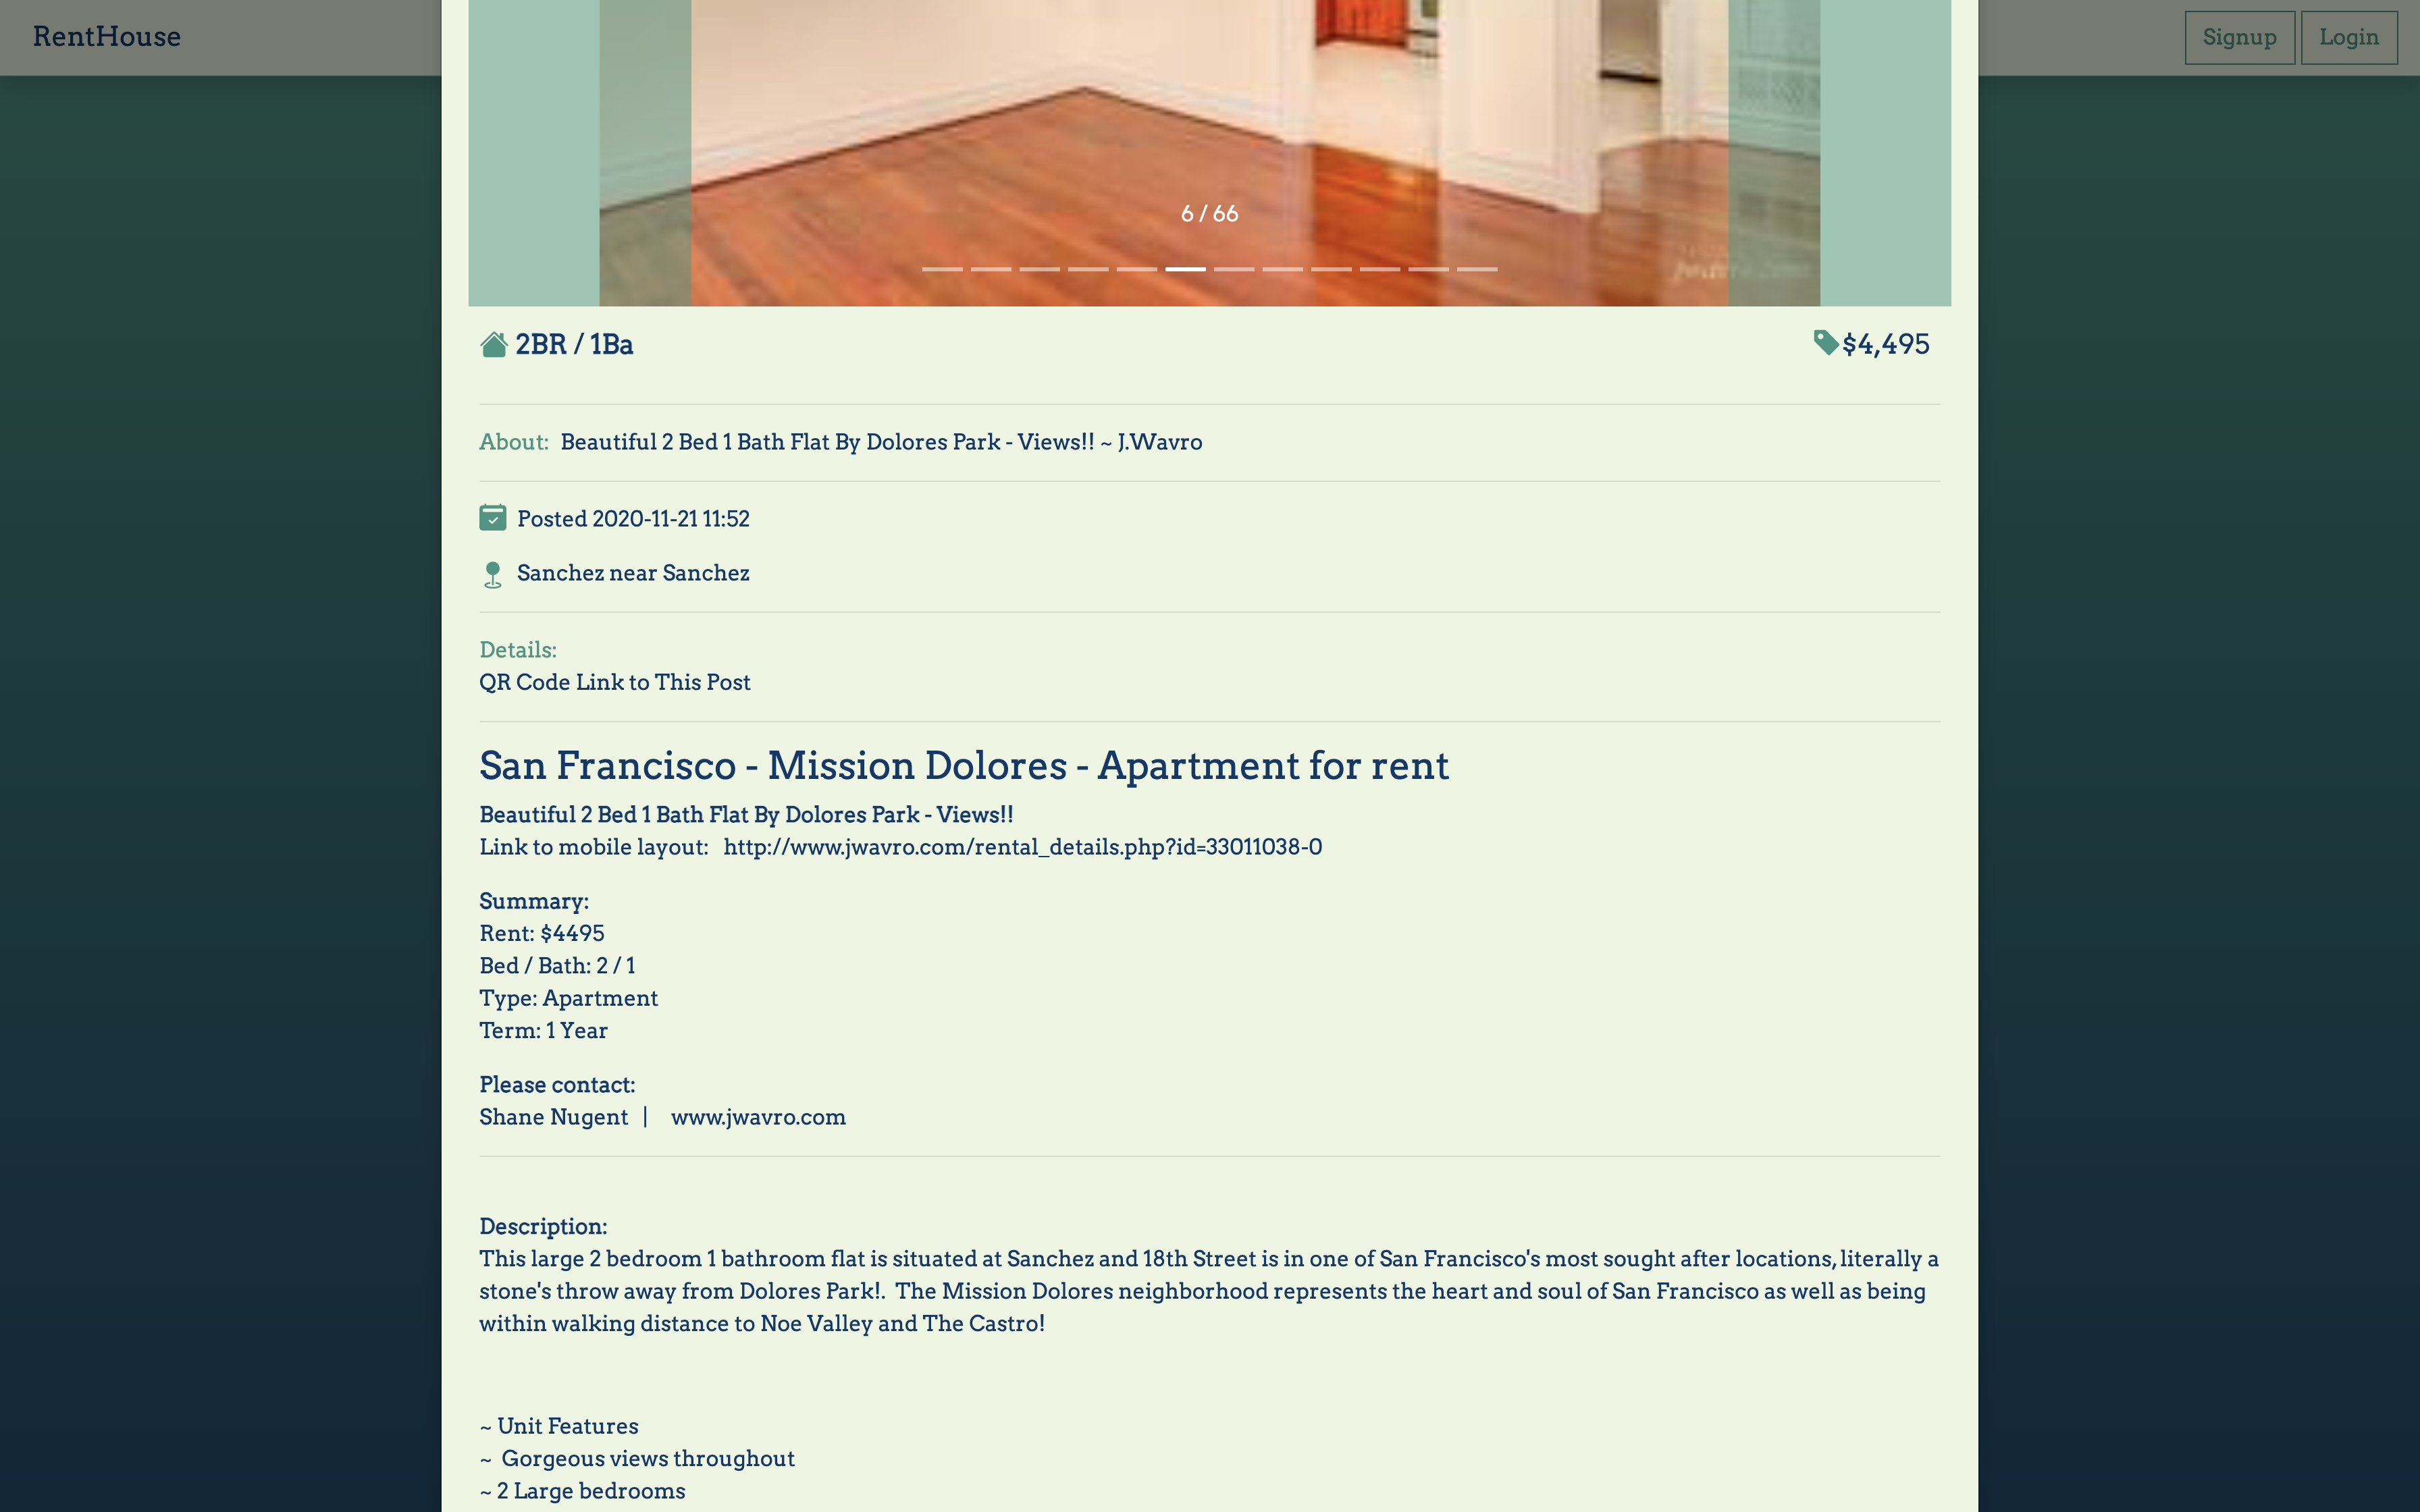 RentHouse
Signup
Login
6 / 66
2BR / 1Ba
$4,495
About: Beautiful 2 Bed 1 Bath Flat By Dolores Park - Views!! ~ J.Wavro
Posted 2020-11-21 11:52
Sanchez near Sanchez
Details:
QR Code Link to This Post
San Francisco - Mission Dolores - Apartment for rent
Beautiful 2 Bed 1 Bath Flat By Dolores Park - Views!!
Link to mobile layout: http://www.jwavro.com/rental_details.php?id=33011038-0
Summary:
Rent: $4495
Bed / Bath: 2 / 1
Type: Apartment
Term: 1 Year
Please contact:
Shane Nugent | www.jwavro.com
Description:
This large 2 bedroom 1 bathroom flat is situated at Sanchez and 18th Street is in one of San Francisco's most sought after locations, literally a
stone's throw away from Dolores Park!. The Mission Dolores neighborhood represents the heart and soul of San Francisco as well as being
within walking distance to Noe Valley and The Castro!
~ Unit Features
~ Gorgeous views throughout
~ 2 Large bedrooms